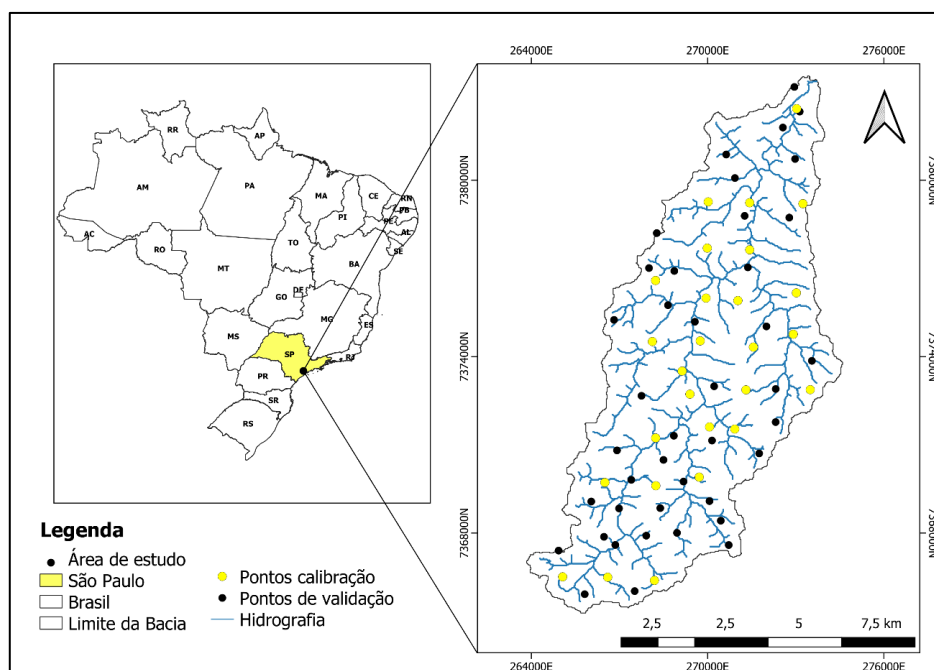 264000E 270000E 276000E
RR AP
AM PA MA CE RN
PB
PI PE
AC AL
RO TO SE
MT BA
GO DF
MG
MS ES
SP RJ
PR
SR
RS
7380000N 7380000N
7374000N 7374000N
7368000N 7368000N
Legenda
Área de estudo
São Paulo
Brasil
Limite da Bacia
Pontos calibração
Pontos de validação
Hidrografia
2,5 2,5 5 7,5 km
264000E 270000E 276000E